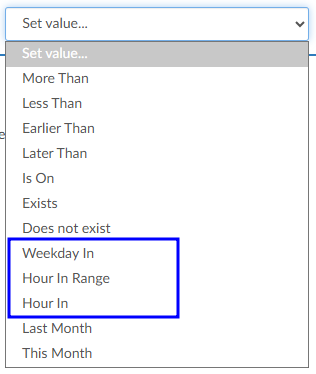 Set value...
Set value...
More Than
Less Than
Earlier Than
Later Than
Is On
Exists
Does not exist
Weekday In
Hour In Range
Hour In
Last Month
This Month